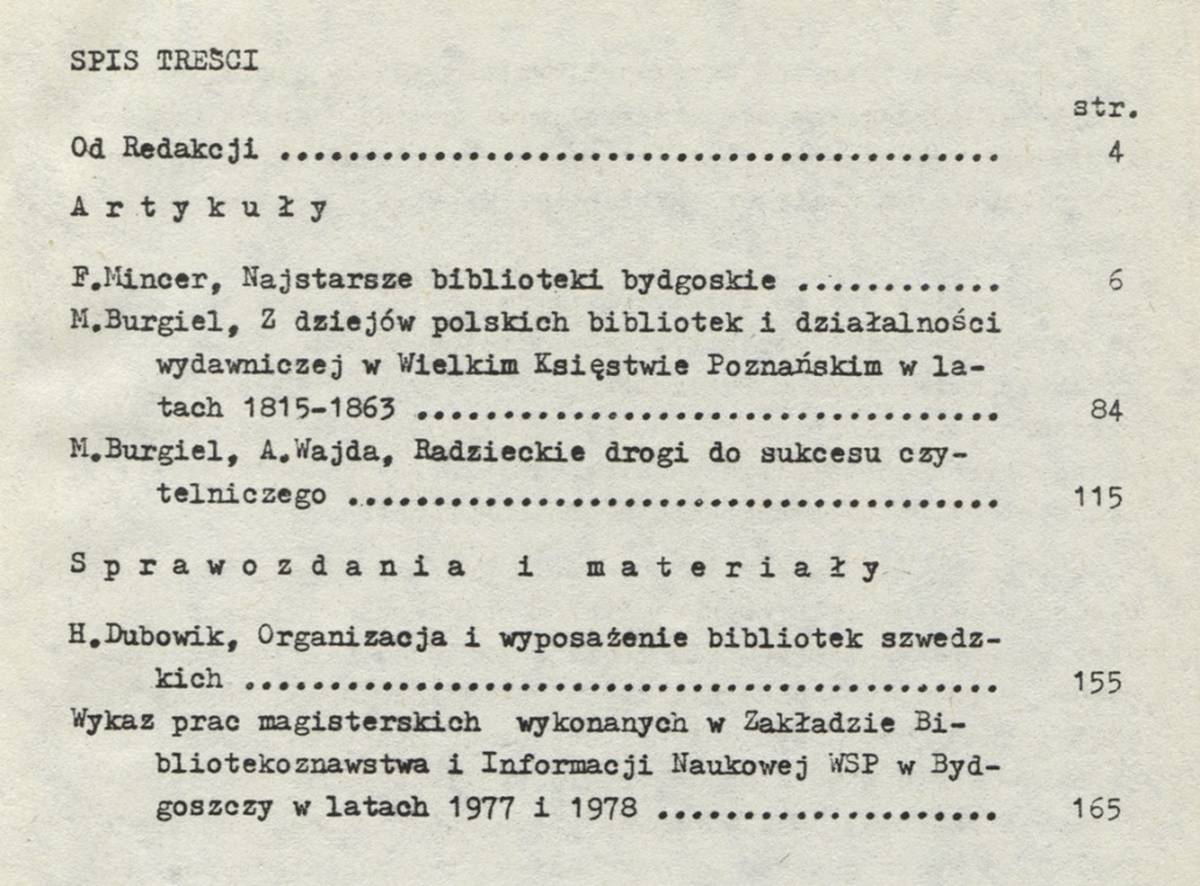 SPIS TREŚCI
str.
Od Redakcji ........................................... 4
A r t y k u ł y
F.Mincer, Najstarsze biblioteki bydgoskie ............ 6
M.Burgiel, Z dziejów polskich bibliotek i działalności
wydawniczej w Wielkim Księstwie Poznańskim w la-
tach 1815-1863 ................................... 84
M.Burgiel, A.Wajda, Radzieckie drogi do sukcesu czy-
telniczego ....................................... 115
S p r a w o z d a n i a i m a t e r i a ł y
H.Dubowik, Organizacja i wyposażenie bibliotek szwedz-
kich ............................................. 155
Wykaz prac magisterskich wykonanych w Zakładzie Bi-
bliotekoznawstwa i Informacji Naukowej WSP w Byd-
goszczy w latach 1977 i 1978 .................... 165